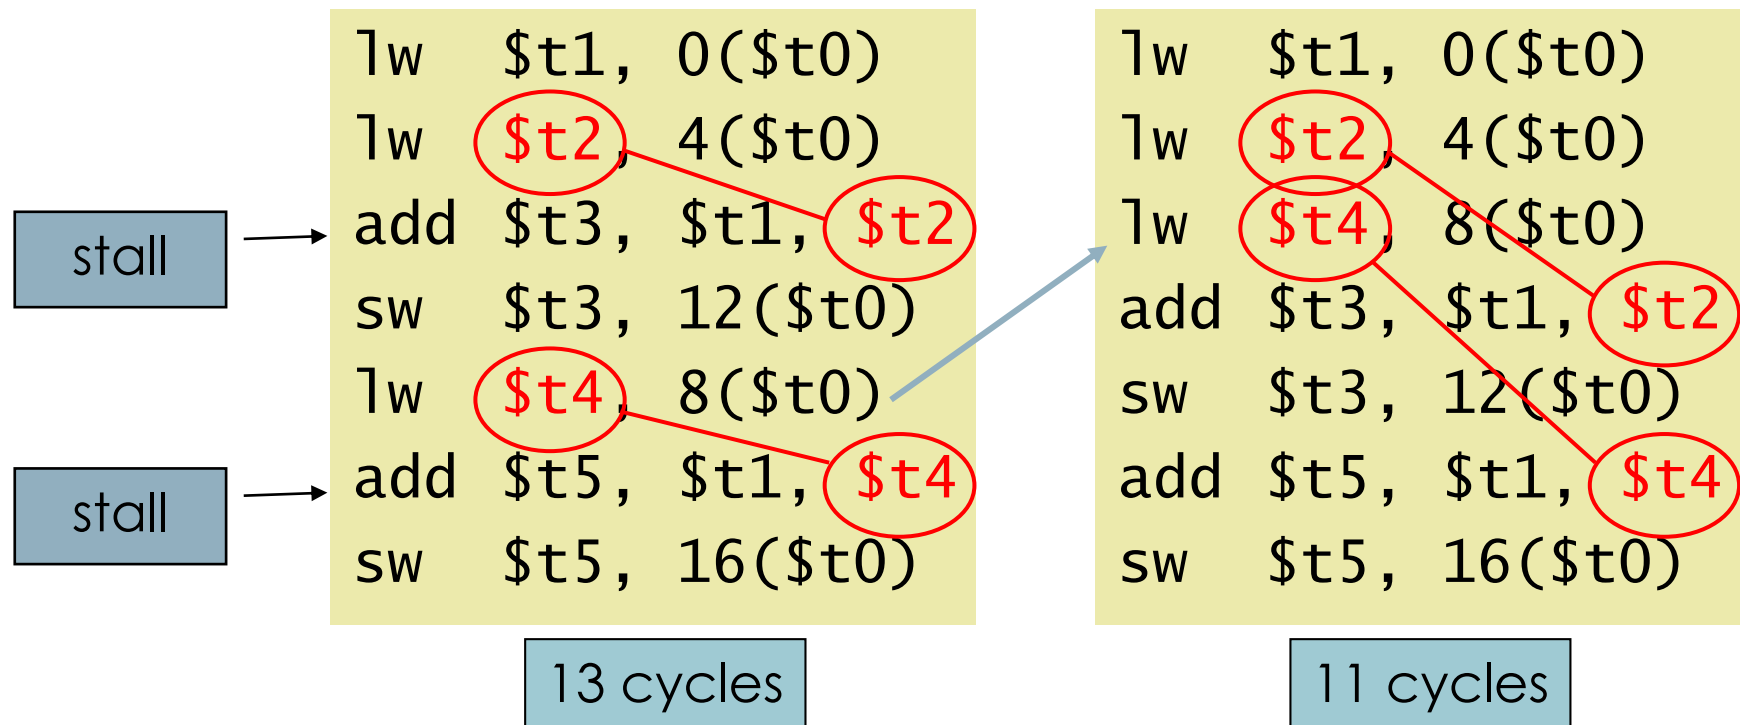 lw $t1, 0($t0)
lw $t2, 4($t0)
add $t3, $t1, $t2
sw $t3, 12($t0)
lw $t4, 8($t0)
add $t5, $t1, $t4
sw $t5, 16($t0)
stall
stall
13 cycles
lw $t1, 0($t0)
lw $t2, 4($t0)
lw $t4, 8($t0)
add $t3, $t1, $t2
sw $t3, 12($t0)
add $t5, $t1, $t4
sw $t5, 16($t0)
11 cycles